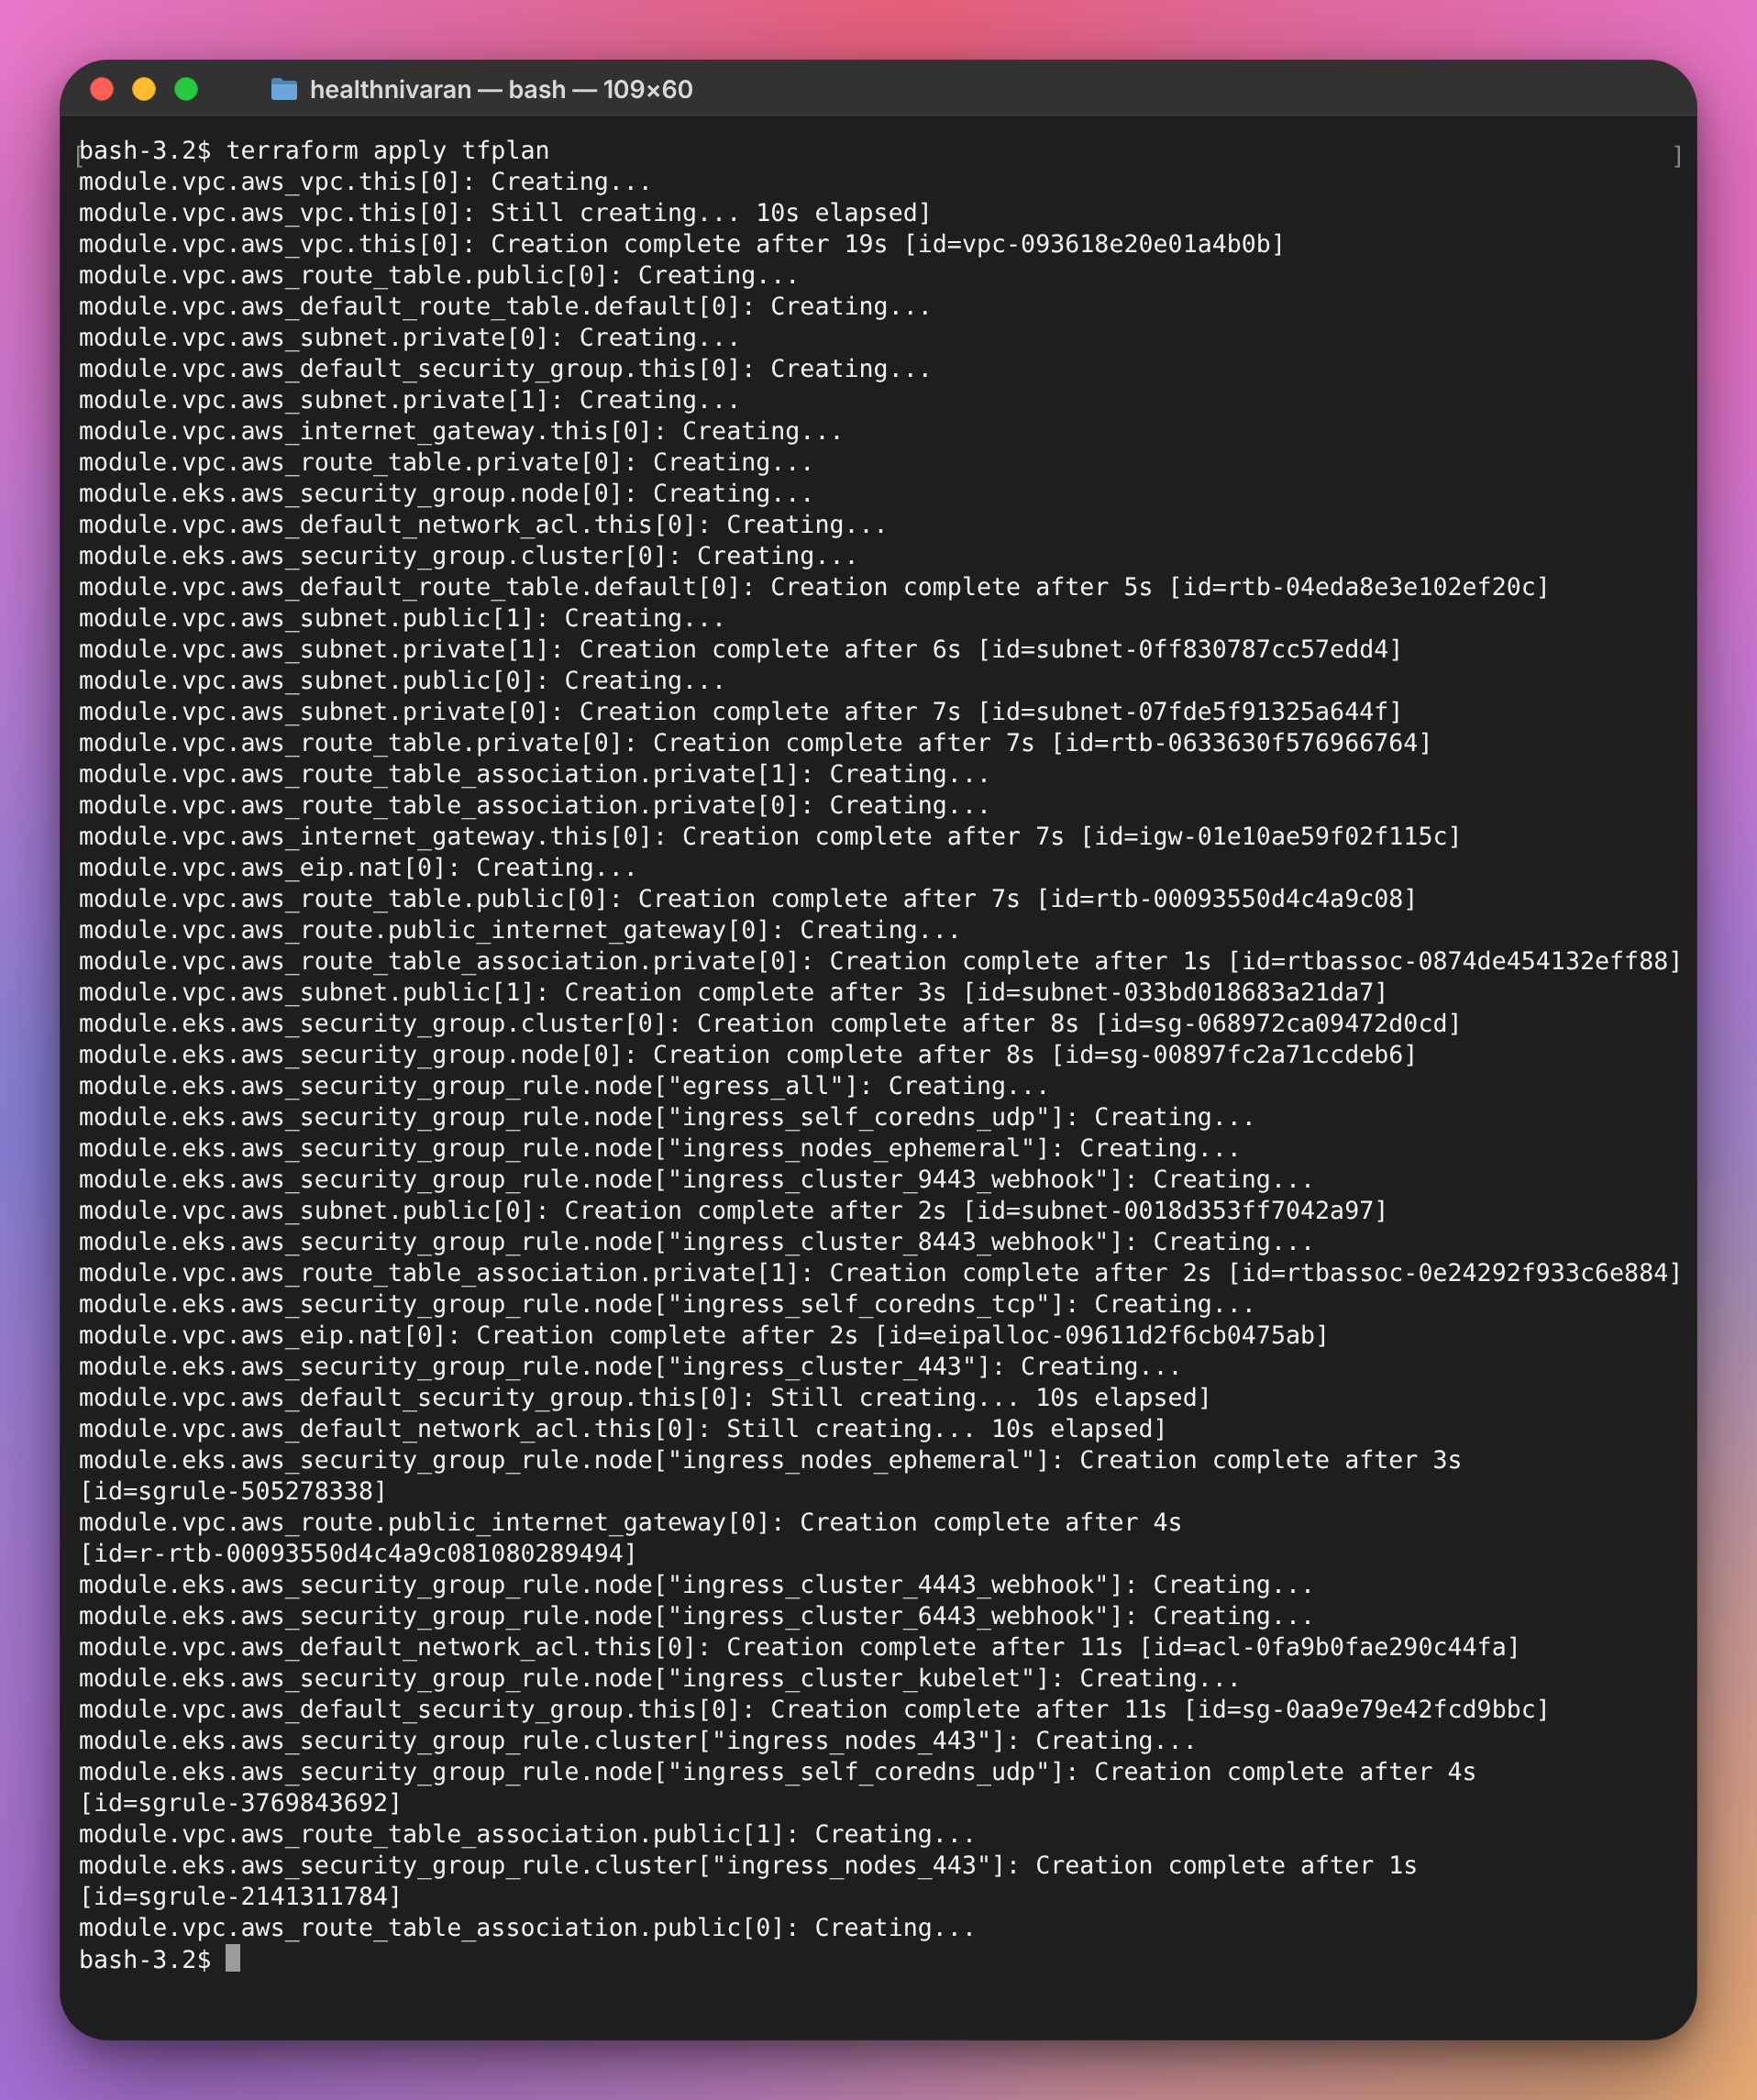 healthnivaran — bash — 109×60
[bash-3.2$ terraform apply tfplan ]
module.vpc.aws_vpc.this[0]: Creating...
module.vpc.aws_vpc.this[0]: Still creating... 10s elapsed]
module.vpc.aws_vpc.this[0]: Creation complete after 19s [id=vpc-093618e20e01a4b0b]
module.vpc.aws_route_table.public[0]: Creating...
module.vpc.aws_default_route_table.default[0]: Creating...
module.vpc.aws_subnet.private[0]: Creating...
module.vpc.aws_default_security_group.this[0]: Creating...
module.vpc.aws_subnet.private[1]: Creating...
module.vpc.aws_internet_gateway.this[0]: Creating...
module.vpc.aws_route_table.private[0]: Creating...
module.eks.aws_security_group.node[0]: Creating...
module.vpc.aws_default_network_acl.this[0]: Creating...
module.eks.aws_security_group.cluster[0]: Creating...
module.vpc.aws_default_route_table.default[0]: Creation complete after 5s [id=rtb-04eda8e3e102ef20c]
module.vpc.aws_subnet.public[1]: Creating...
module.vpc.aws_subnet.private[1]: Creation complete after 6s [id=subnet-0ff830787cc57edd4]
module.vpc.aws_subnet.public[0]: Creating...
module.vpc.aws_subnet.private[0]: Creation complete after 7s [id=subnet-07fde5f91325a644f]
module.vpc.aws_route_table.private[0]: Creation complete after 7s [id=rtb-0633630f576966764]
module.vpc.aws_route_table_association.private[1]: Creating...
module.vpc.aws_route_table_association.private[0]: Creating...
module.vpc.aws_internet_gateway.this[0]: Creation complete after 7s [id=igw-01e10ae59f02f115c]
module.vpc.aws_eip.nat[0]: Creating...
module.vpc.aws_route_table.public[0]: Creation complete after 7s [id=rtb-00093550d4c4a9c08]
module.vpc.aws_route.public_internet_gateway[0]: Creating...
module.vpc.aws_route_table_association.private[0]: Creation complete after 1s [id=rtbassoc-0874de454132eff88]
module.vpc.aws_subnet.public[1]: Creation complete after 3s [id=subnet-033bd018683a21da7]
module.eks.aws_security_group.cluster[0]: Creation complete after 8s [id=sg-068972ca09472d0cd]
module.eks.aws_security_group.node[0]: Creation complete after 8s [id=sg-00897fc2a71ccdeb6]
module.eks.aws_security_group_rule.node["egress_all"]: Creating...
module.eks.aws_security_group_rule.node["ingress_self_coredns_udp"]: Creating...
module.eks.aws_security_group_rule.node["ingress_nodes_ephemeral"]: Creating...
module.eks.aws_security_group_rule.node["ingress_cluster_9443_webhook"]: Creating...
module.vpc.aws_subnet.public[0]: Creation complete after 2s [id=subnet-0018d353ff7042a97]
module.eks.aws_security_group_rule.node["ingress_cluster_8443_webhook"]: Creating...
module.vpc.aws_route_table_association.private[1]: Creation complete after 2s [id=rtbassoc-0e24292f933c6e884]
module.eks.aws_security_group_rule.node["ingress_self_coredns_tcp"]: Creating...
module.vpc.aws_eip.nat[0]: Creation complete after 2s [id=eipalloc-09611d2f6cb0475ab]
module.eks.aws_security_group_rule.node["ingress_cluster_443"]: Creating...
module.vpc.aws_default_security_group.this[0]: Still creating... 10s elapsed]
module.vpc.aws_default_network_acl.this[0]: Still creating... 10s elapsed]
module.eks.aws_security_group_rule.node["ingress_nodes_ephemeral"]: Creation complete after 3s
[id=sgrule-505278338]
module.vpc.aws_route.public_internet_gateway[0]: Creation complete after 4s
[id=r-rtb-00093550d4c4a9c081080289494]
module.eks.aws_security_group_rule.node["ingress_cluster_4443_webhook"]: Creating...
module.eks.aws_security_group_rule.node["ingress_cluster_6443_webhook"]: Creating...
module.vpc.aws_default_network_acl.this[0]: Creation complete after 11s [id=acl-0fa9b0fae290c44fa]
module.eks.aws_security_group_rule.node["ingress_cluster_kubelet"]: Creating...
module.vpc.aws_default_security_group.this[0]: Creation complete after 11s [id=sg-0aa9e79e42fcd9bbc]
module.eks.aws_security_group_rule.cluster["ingress_nodes_443"]: Creating...
module.eks.aws_security_group_rule.node["ingress_self_coredns_udp"]: Creation complete after 4s
[id=sgrule-3769843692]
module.vpc.aws_route_table_association.public[1]: Creating...
module.eks.aws_security_group_rule.cluster["ingress_nodes_443"]: Creation complete after 1s
[id=sgrule-2141311784]
module.vpc.aws_route_table_association.public[0]: Creating...
bash-3.2$